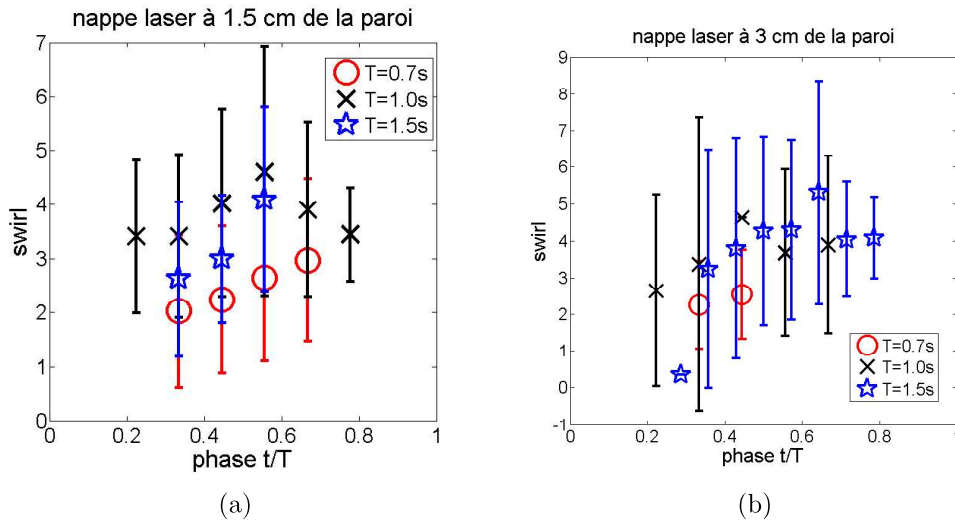 nappe laser à 1.5 cm de la paroi
7
6
5
4
3
2
1
0
swirl
0
0.2
0.4
0.6
0.8
1
phase t/T
T=0.7s
T=1.0s
T=1.5s
(a)
nappe laser à 3 cm de la paroi
9
8
7
6
5
4
3
2
1
0
-1
swirl
0
0.2
0.4
0.6
0.8
1
phase t/T
T=0.7s
T=1.0s
T=1.5s
(b)